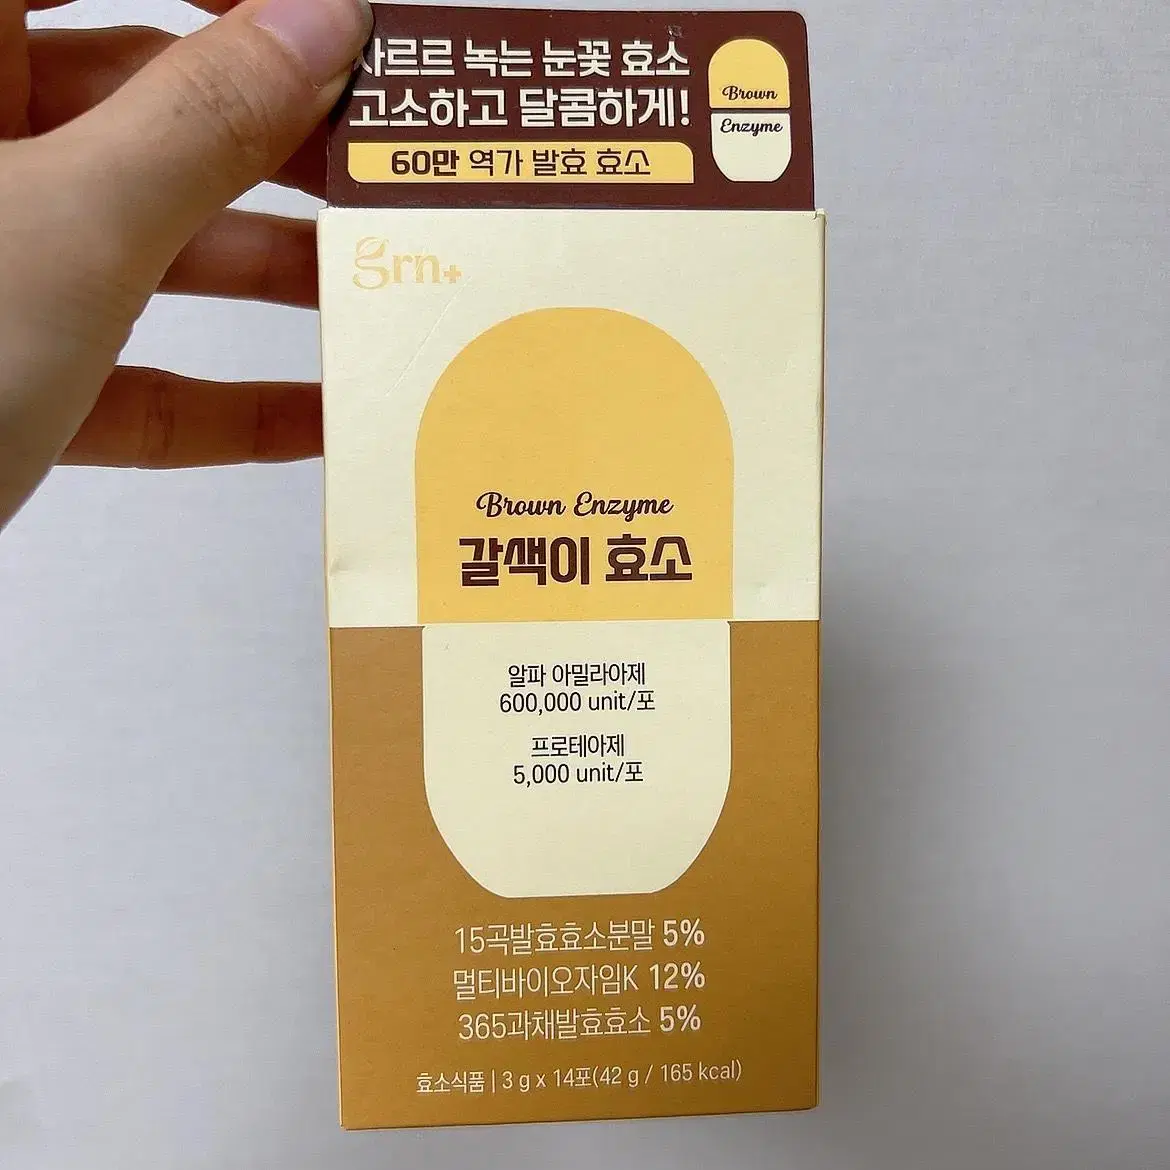 사르르 녹는 눈꽃 효소
고소하고 달콤하게!
60만 역가 발효 효소
Brown
Enzyme
grn+
Brown Enzyme
갈색이 효소
알파 아밀라아제
600,000 unit/포
프로테아제
5,000 unit/포
15곡발효효소분말 5%
멀티바이오자임K 12%
365과채발효효소 5%
효소식품 | 3 g x 14포(42 g / 165 kcal)